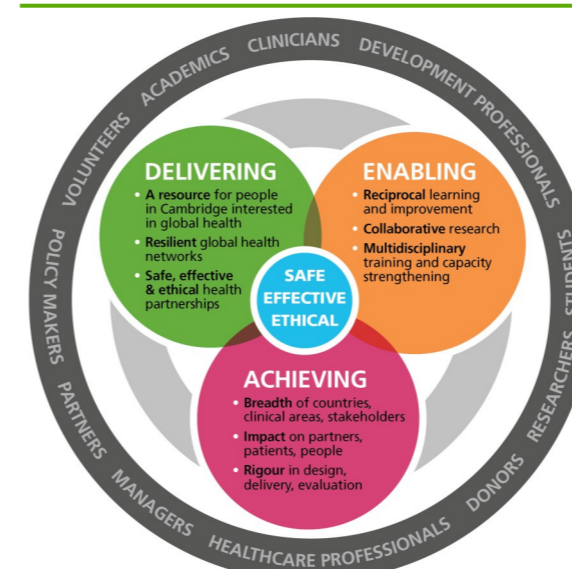 CLINICIANS
DEVELOPMENT PROFESSIONALS
STUDENTS
RESEARCHERS
DONORS
HEALTHCARE PROFESSIONALS
MANAGERS
PARTNERS
POLICY MAKERS
VOLUNTEERS
ACADEMICS
DELIVERING
• A resource for people
in Cambridge interested
in global health
• Resilient global health
networks
• Safe, effective
& ethical health
partnerships
ENABLING
• Reciprocal learning
and improvement
• Collaborative research
• Multidisciplinary
training and capacity
strengthening
SAFE
EFFECTIVE
ETHICAL
ACHIEVING
• Breadth of countries,
clinical areas, stakeholders
• Impact on partners,
patients, people
• Rigour in design,
delivery, evaluation